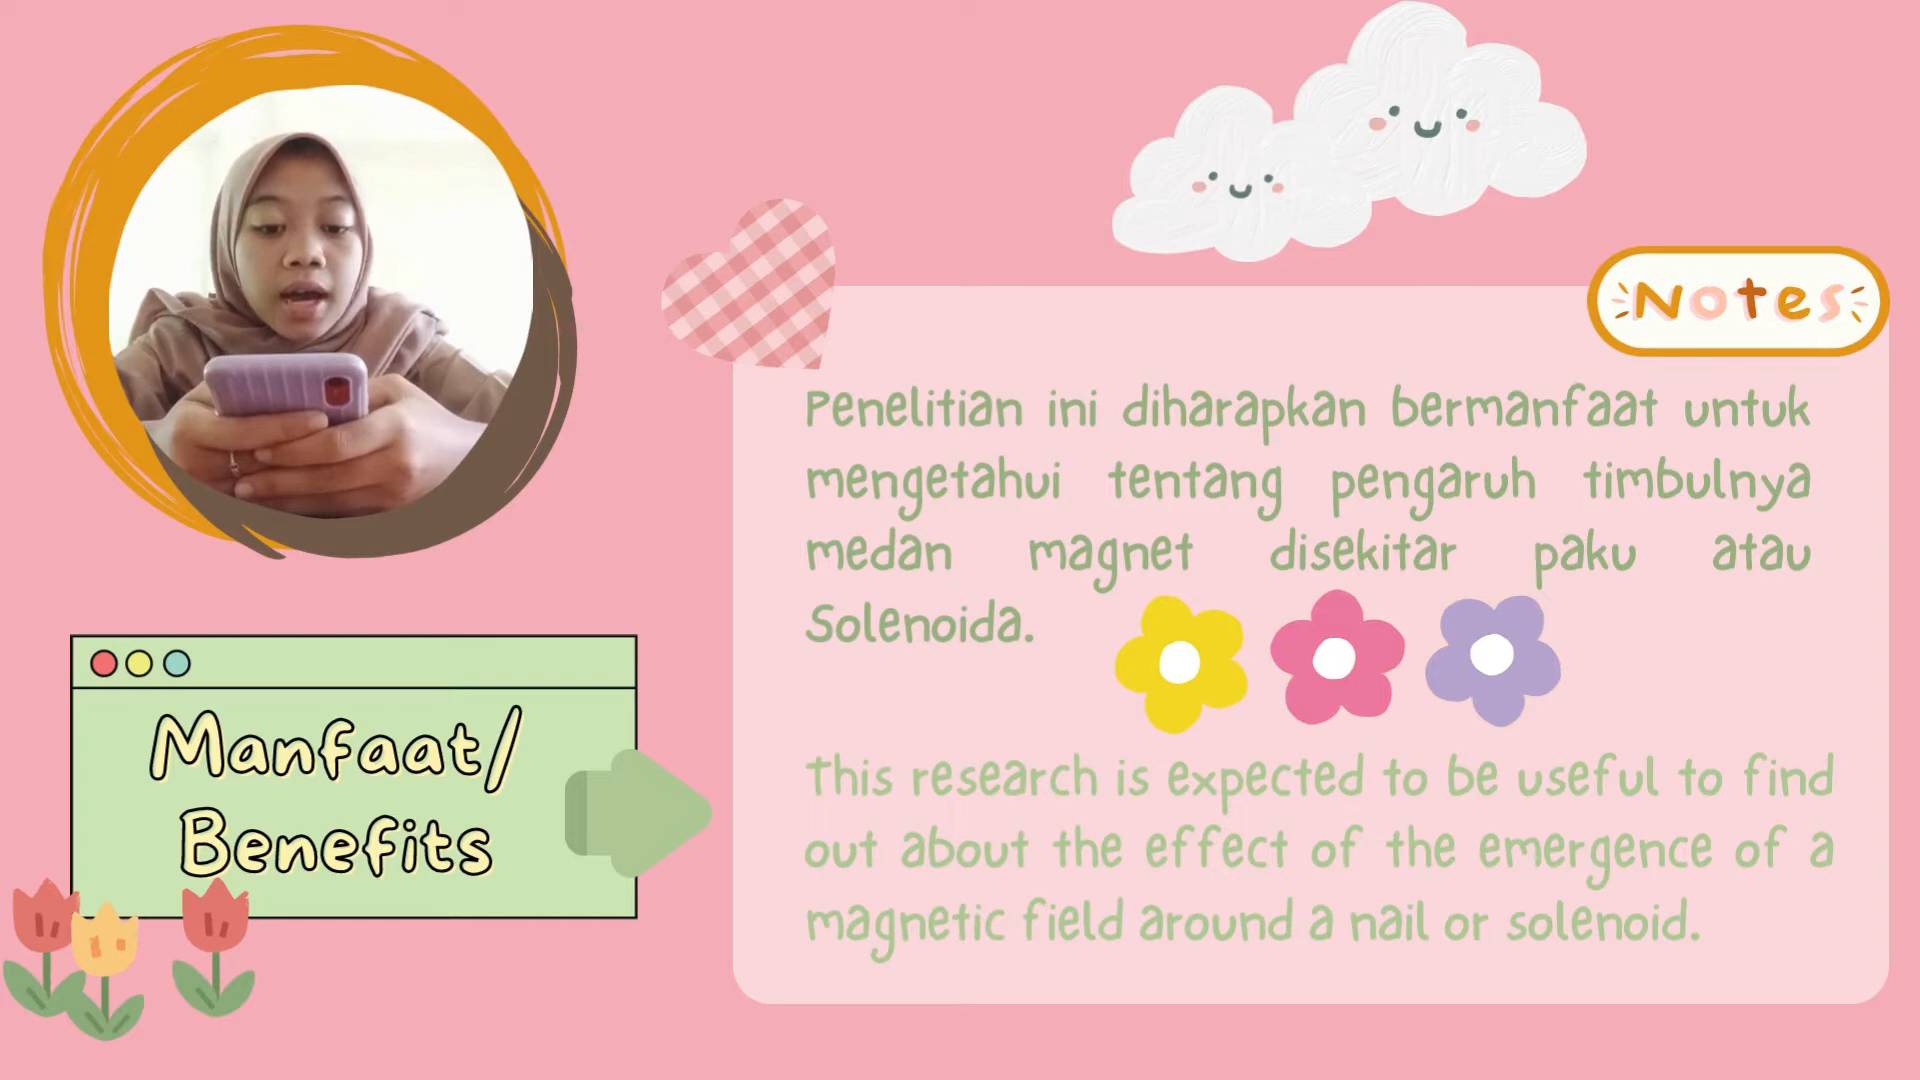 Notes
Penelitian ini diharapkan bermanfaat untuk
mengetahui tentang pengaruh timbulnya
medan magnet disekitar paku atau
Solenoida.
Manfaat/
Benefits
This research is expected to be useful to find
out about the effect of the emergence of a
magnetic field around a nail or solenoid.